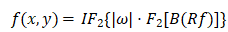 f(x, y) = IF₂{|ω| · F₂[B(Rf)]}